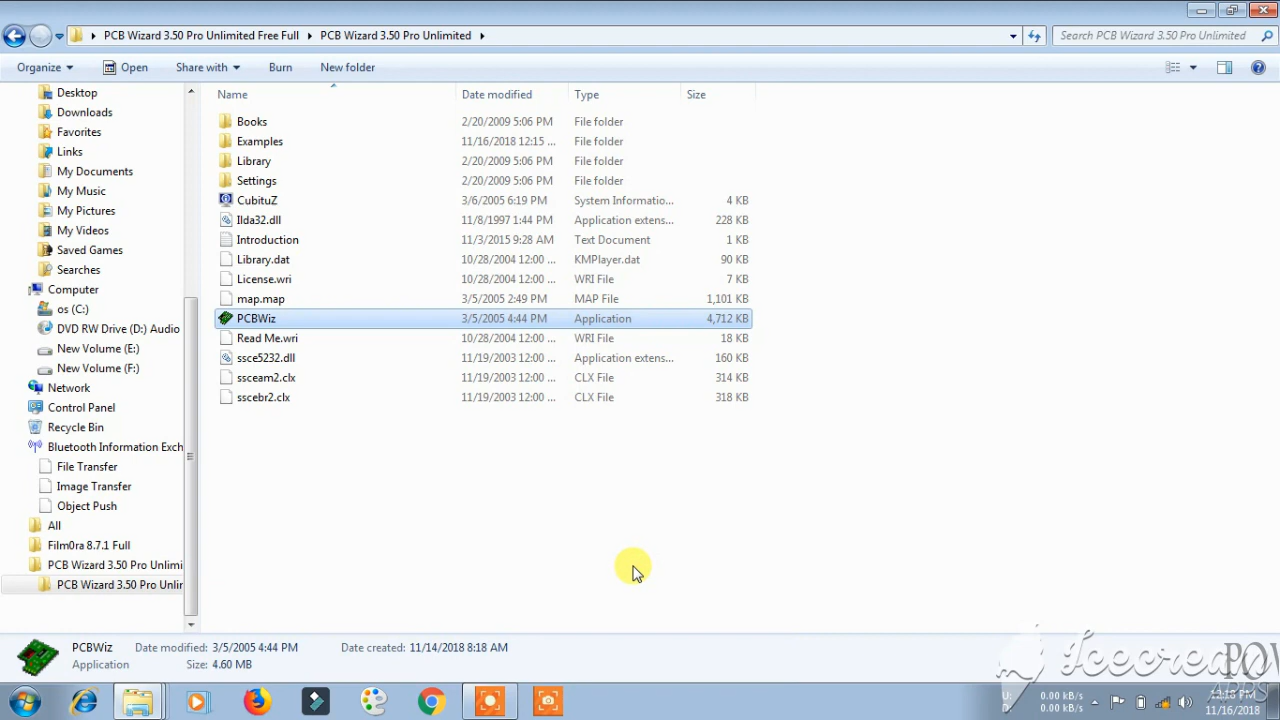 PCB Wizard 3.50 Pro Unlimited Free Full PCB Wizard 3.50 Pro Unlimited Search PCB Wizard 3.50 Pro Unlimited
Organize Open Share with Burn New folder
Desktop
Downloads
Favorites
Links
My Documents
My Music
My Pictures
My Videos
Saved Games
Searches
Computer
os (C:)
DVD RW Drive (D:) Audio
New Volume (E:)
New Volume (F:)
Network
Control Panel
Recycle Bin
Bluetooth Information Exch
File Transfer
Image Transfer
Object Push
All
Film0ra 8.7.1 Full
PCB Wizard 3.50 Pro Unlimi
PCB Wizard 3.50 Pro Unlir
Name Date modified Type Size
Books 2/20/2009 5:06 PM File folder
Examples 11/16/2018 12:15 ... File folder
Library 2/20/2009 5:06 PM File folder
Settings 2/20/2009 5:06 PM File folder
CubituZ 3/6/2005 6:19 PM System Informatio... 4 KB
Ilda32.dll 11/8/1997 1:44 PM Application extens... 228 KB
Introduction 11/3/2015 9:28 AM Text Document 1 KB
Library.dat 10/28/2004 12:00 ... KMPlayer.dat 90 KB
License.wri 10/28/2004 12:00 ... WRI File 7 KB
map.map 3/5/2005 2:49 PM MAP File 1,101 KB
PCBWiz 3/5/2005 4:44 PM Application 4,712 KB
Read Me.wri 10/28/2004 12:00 ... WRI File 18 KB
ssce5232.dll 11/19/2003 12:00 ... Application extens... 160 KB
ssceam2.clx 11/19/2003 12:00 ... CLX File 314 KB
sscebr2.clx 11/19/2003 12:00 ... CLX File 318 KB
PCBWiz Date modified: 3/5/2005 4:44 PM Date created: 11/14/2018 8:18 AM
Application Size: 4.60 MB
Icecream
APPS
U: 0.00 kB/s
D: 0.00 kB/s
11/16/2018